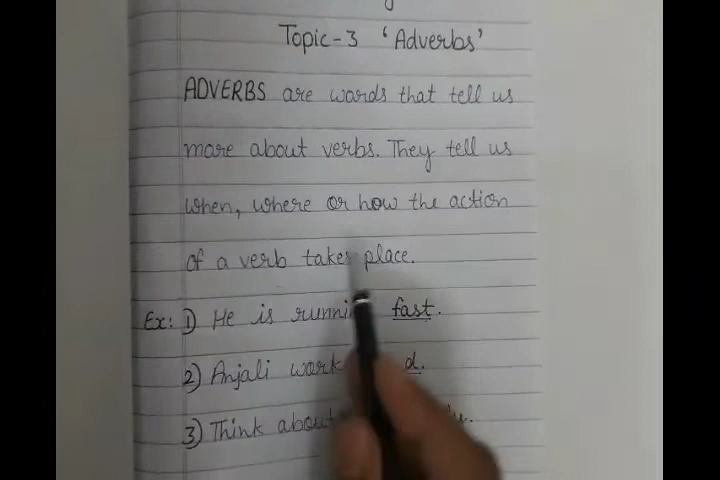 Topic-3 'Adverbs'
ADVERBS are words that tell us
more about verbs. They tell us
when, where or how the action
of a verb takes place.
Ex: 1) He is fast.
2) Anjali
3) Think about